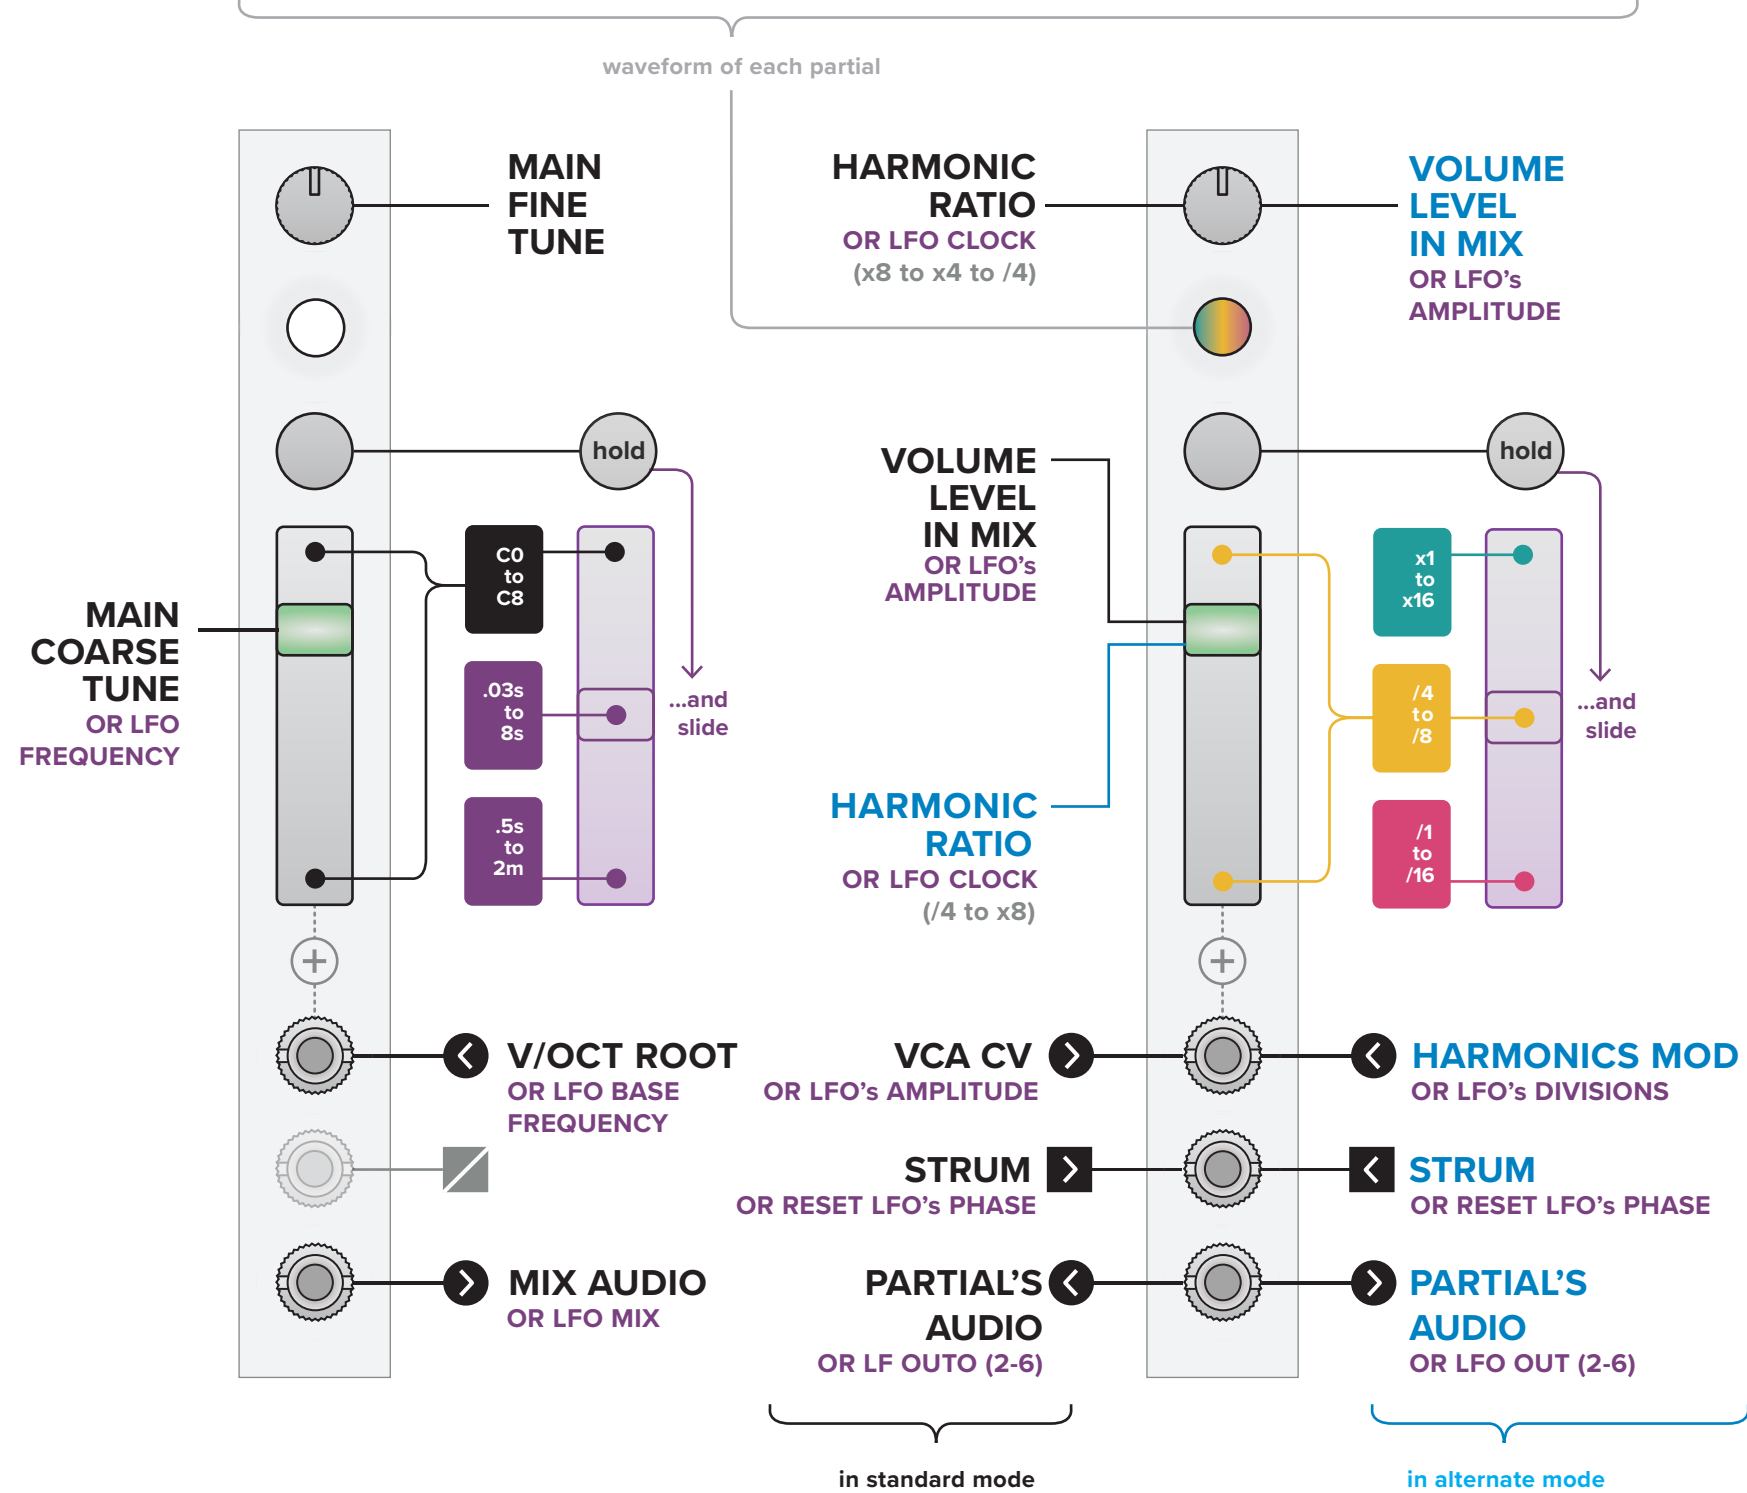 waveform of each partial
MAIN
FINE
TUNE
HARMONIC
RATIO
OR LFO CLOCK
(x8 to x4 to /4)
VOLUME
LEVEL
IN MIX
OR LFO's
AMPLITUDE
hold
C0
to
C8
.03s
to
8s
.5s
to
2m
...and
slide
MAIN
COARSE
TUNE
OR LFO
FREQUENCY
VOLUME
LEVEL
IN MIX
OR LFO's
AMPLITUDE
HARMONIC
RATIO
OR LFO CLOCK
(/4 to x8)
hold
x1
to
x16
/4
to
/8
/1
to
/16
...and
slide
V/OCT ROOT
OR LFO BASE
FREQUENCY
MIX AUDIO
OR LFO MIX
VCA CV
OR LFO's AMPLITUDE
STRUM
OR RESET LFO's PHASE
PARTIAL'S
AUDIO
OR LF OUTO (2-6)
HARMONICS MOD
OR LFO's DIVISIONS
STRUM
OR RESET LFO's PHASE
PARTIAL'S
AUDIO
OR LFO OUT (2-6)
in standard mode
in alternate mode